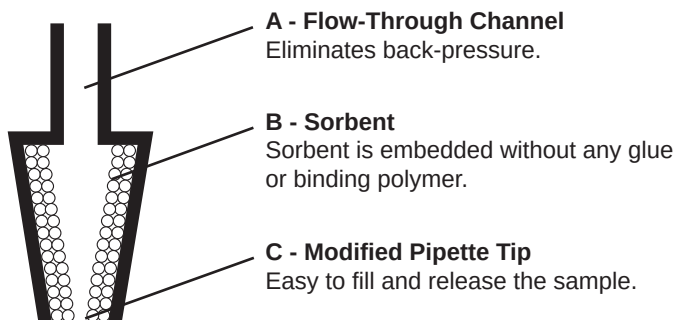 A - Flow-Through Channel
Eliminates back-pressure.
B - Sorbent
Sorbent is embedded without any glue
or binding polymer.
C - Modified Pipette Tip
Easy to fill and release the sample.